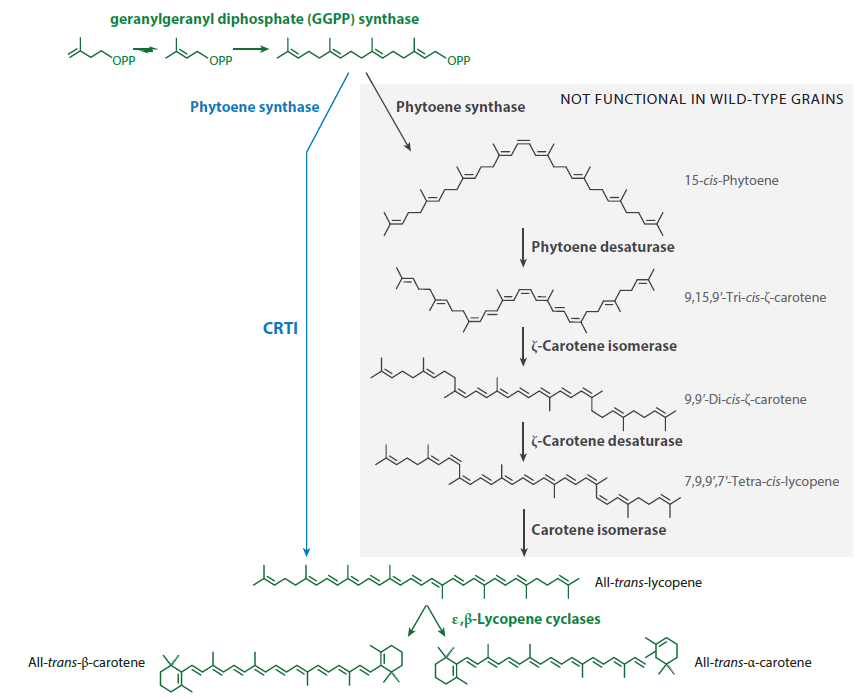 geranylgeranyl diphosphate (GGPP) synthase
OPP
OPP
OPP
Phytoene synthase
Phytoene synthase
NOT FUNCTIONAL IN WILD-TYPE GRAINS
15-cis-Phytoene
Phytoene desaturase
9,15,9′-Tri-cis-ζ-carotene
CRTI
ζ-Carotene isomerase
9,9′-Di-cis-ζ-carotene
ζ-Carotene desaturase
7,9,9′,7′-Tetra-cis-lycopene
Carotene isomerase
All-trans-lycopene
ε,β-Lycopene cyclases
All-trans-β-carotene
All-trans-α-carotene